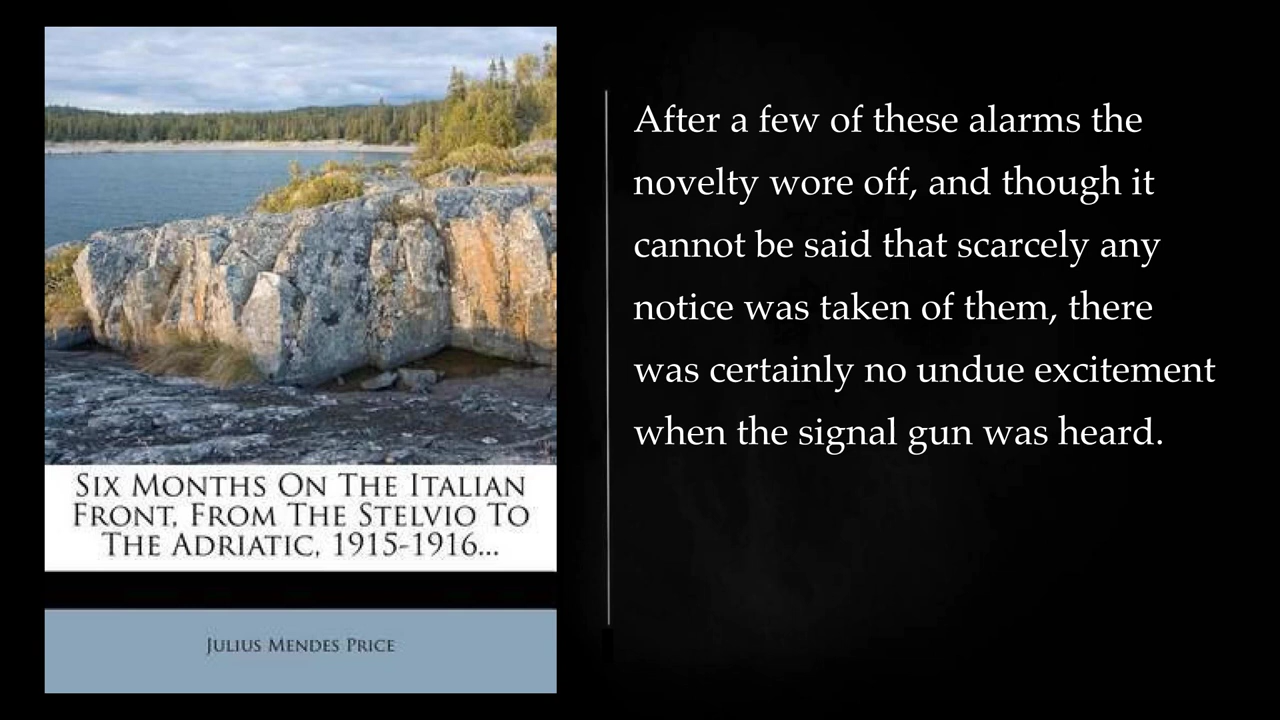 Six Months On The Italian
Front, From The Stelvio To
The Adriatic, 1915-1916...
Julius Mendes Price
After a few of these alarms the
novelty wore off, and though it
cannot be said that scarcely any
notice was taken of them, there
was certainly no undue excitement
when the signal gun was heard.